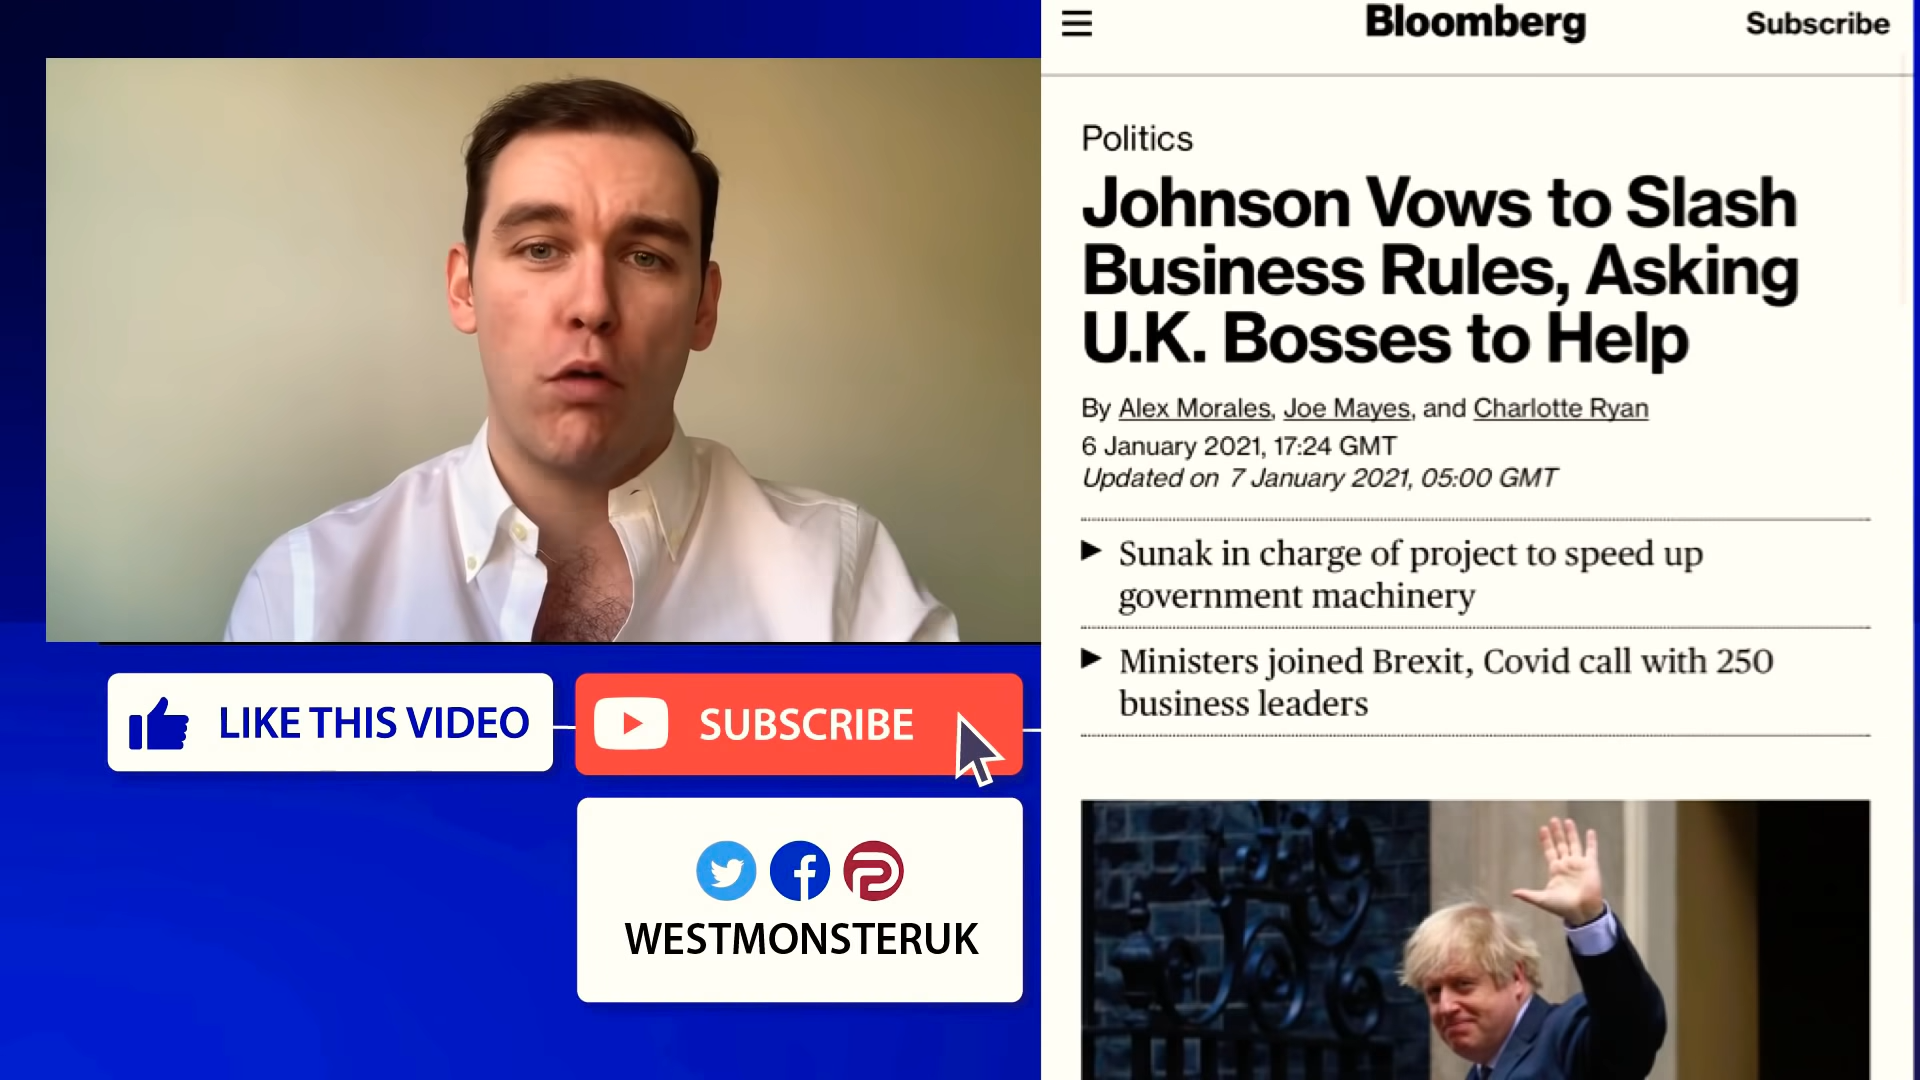 Bloomberg
Subscribe
Politics
Johnson Vows to Slash
Business Rules, Asking
U.K. Bosses to Help
By Alex Morales, Joe Mayes, and Charlotte Ryan
6 January 2021, 17:24 GMT
Updated on 7 January 2021, 05:00 GMT
Sunak in charge of project to speed up
government machinery
Ministers joined Brexit, Covid call with 250
business leaders
LIKE THIS VIDEO
SUBSCRIBE
WESTMONSTERUK